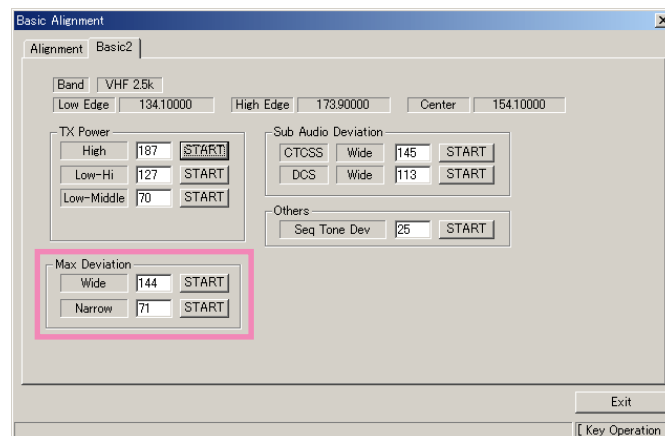 Basic Alignment
Alignment Basic2
Band VHF 2.5k
Low Edge 134.10000 High Edge 173.90000 Center 154.10000
TX Power
High 187 START
Low-Hi 127 START
Low-Middle 70 START
Sub Audio Deviation
CTCSS Wide 145 START
DCS Wide 113 START
Others
Seq Tone Dev 25 START
Max Deviation
Wide 144 START
Narrow 71 START
Exit
[ Key Operation